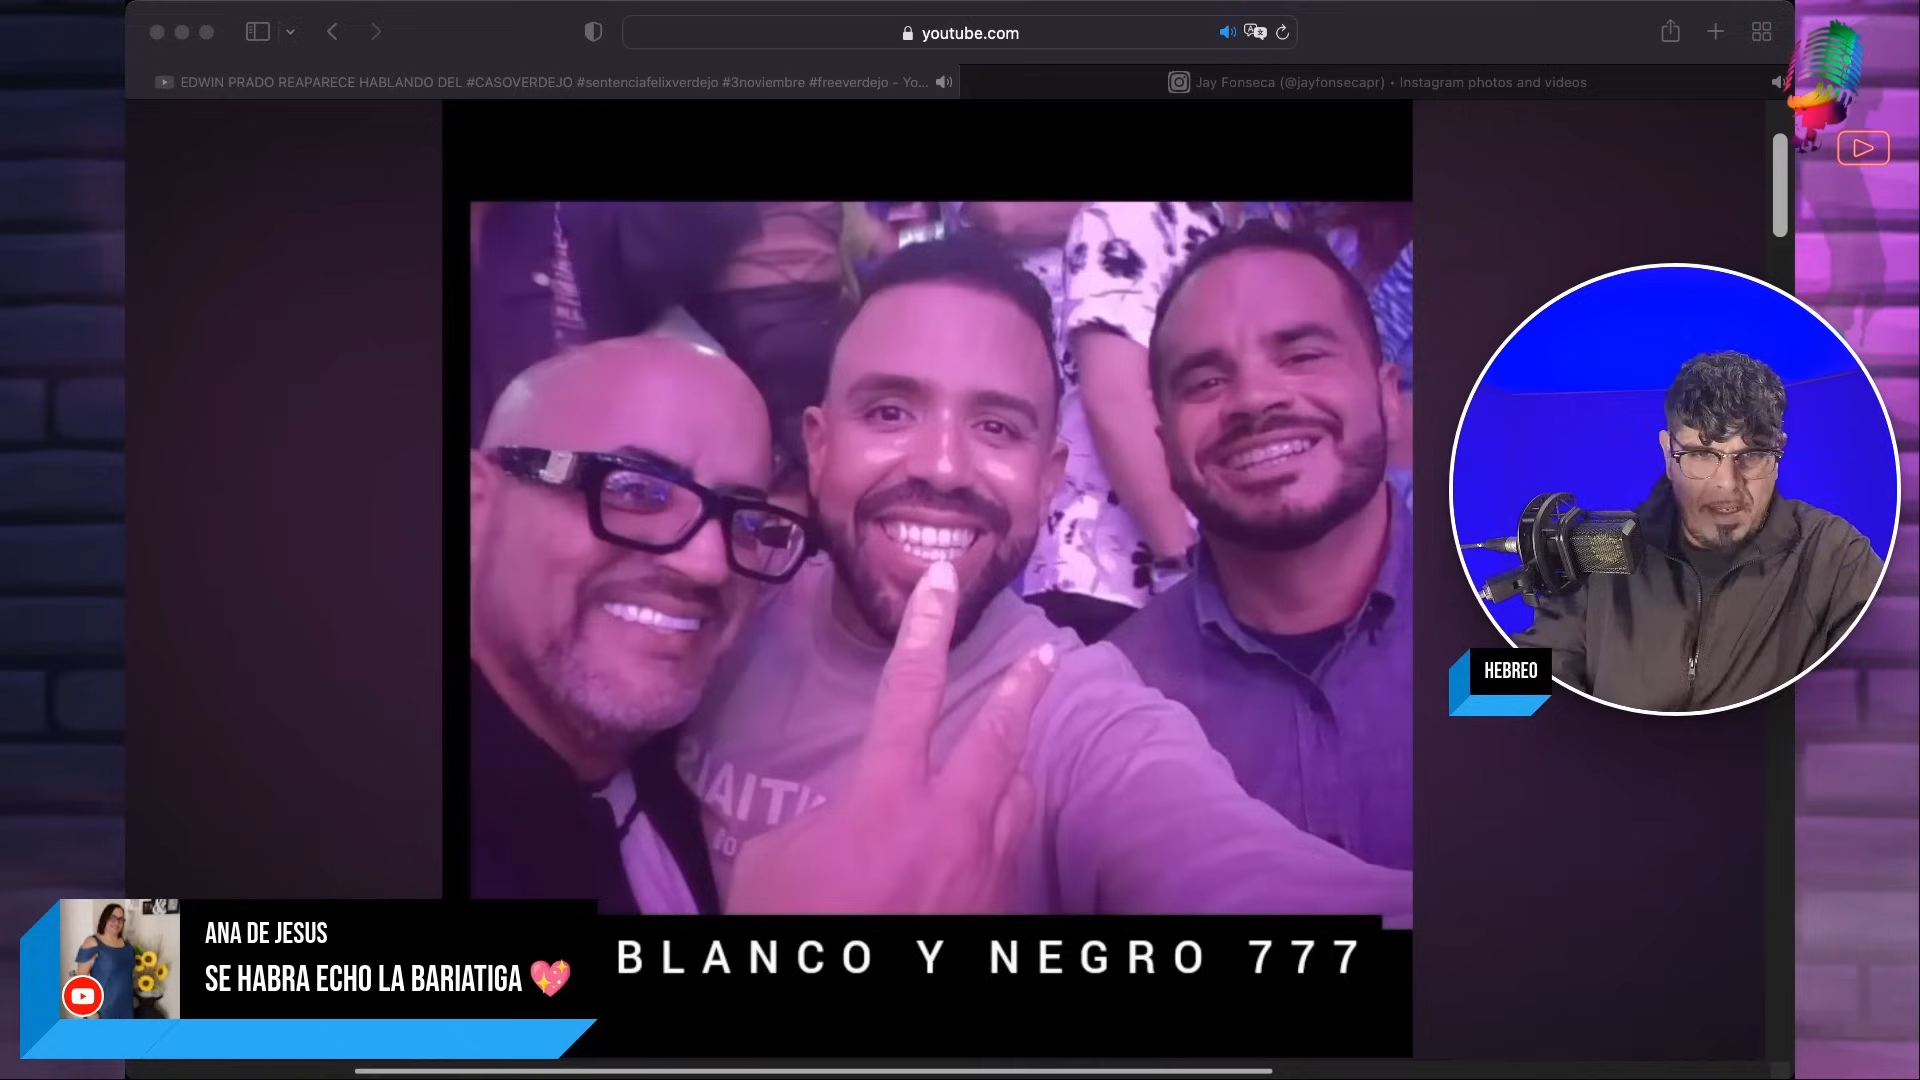 youtube.com
EDWIN PRADO REAPARECE HABLANDO DEL #CASOVERDEJO #sentenciafelixverdejo #3noviembre #freeverdejo - Yo...
Jay Fonseca (@jayfonsecapr) • Instagram photos and videos
HEBREO
ANA DE JESUS
SE HABRA ECHO LA BARIATIGA 💖
BLANCO Y NEGRO 777